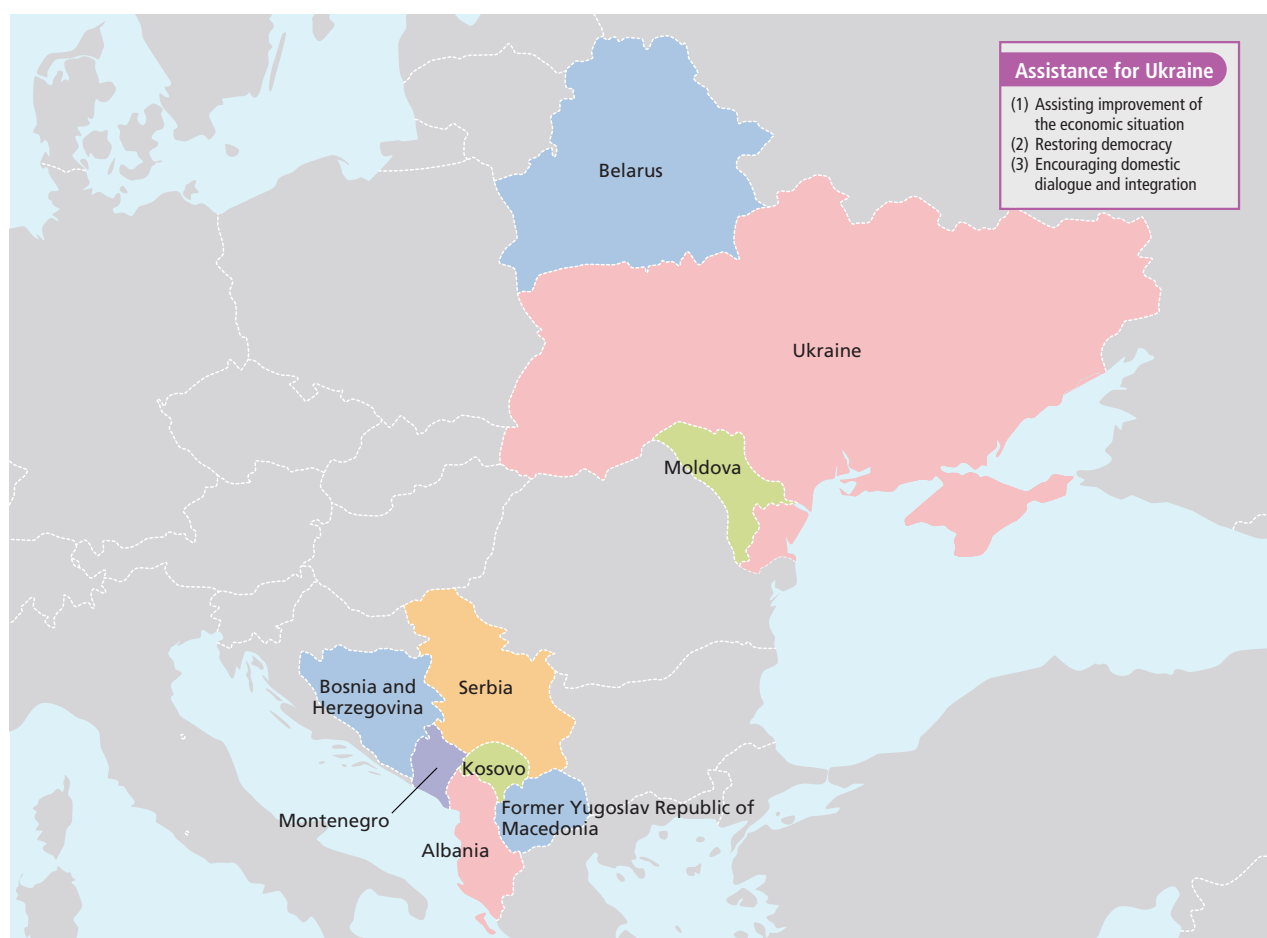 Assistance for Ukraine
(1) Assisting improvement of
the economic situation
(2) Restoring democracy
(3) Encouraging domestic
dialogue and integration
Belarus
Ukraine
Moldova
Bosnia and
Herzegovina
Serbia
Kosovo
Montenegro
Former Yugoslav Republic of
Macedonia
Albania